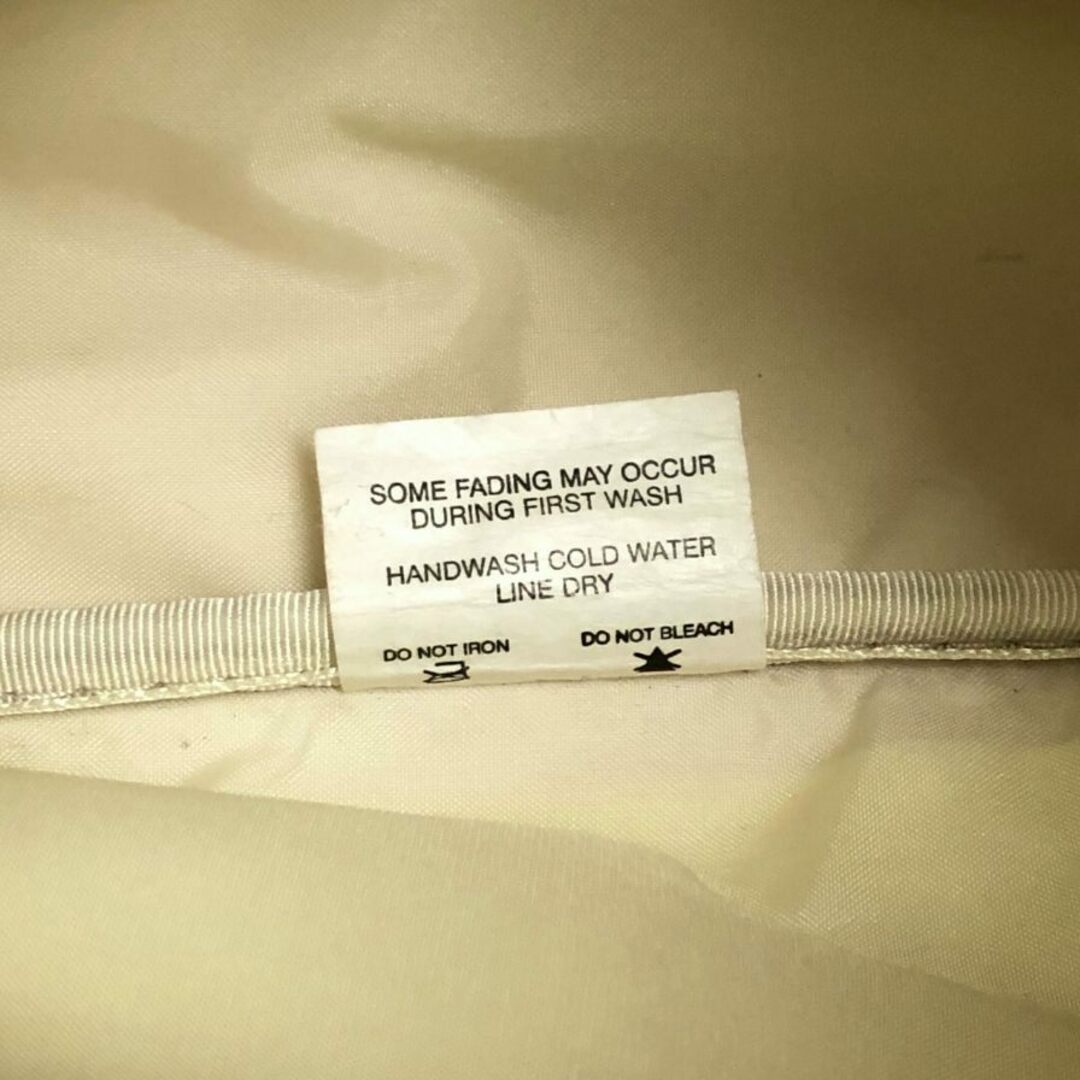 SOME FADING MAY OCCUR
DURING FIRST WASH
HANDWASH COLD WATER
LINE DRY
DO NOT IRON
DO NOT BLEACH